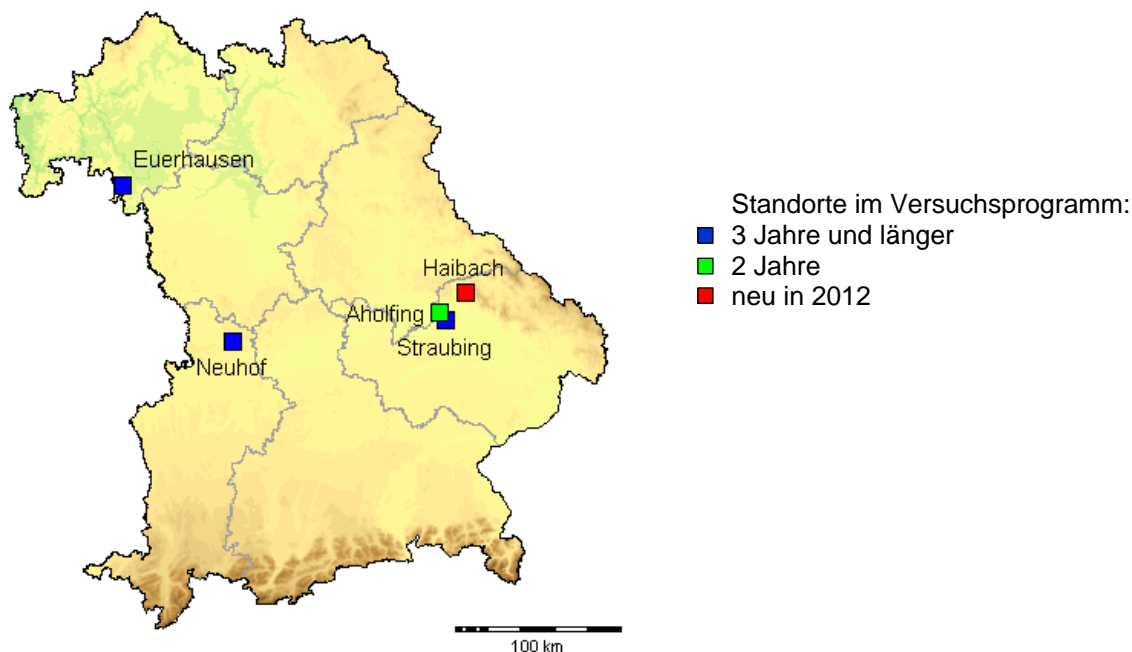 Euerhausen
Haibach
Aholfing
Straubing
Neuhof
Standorte im Versuchsprogramm:
3 Jahre und länger
2 Jahre
neu in 2012
100 km